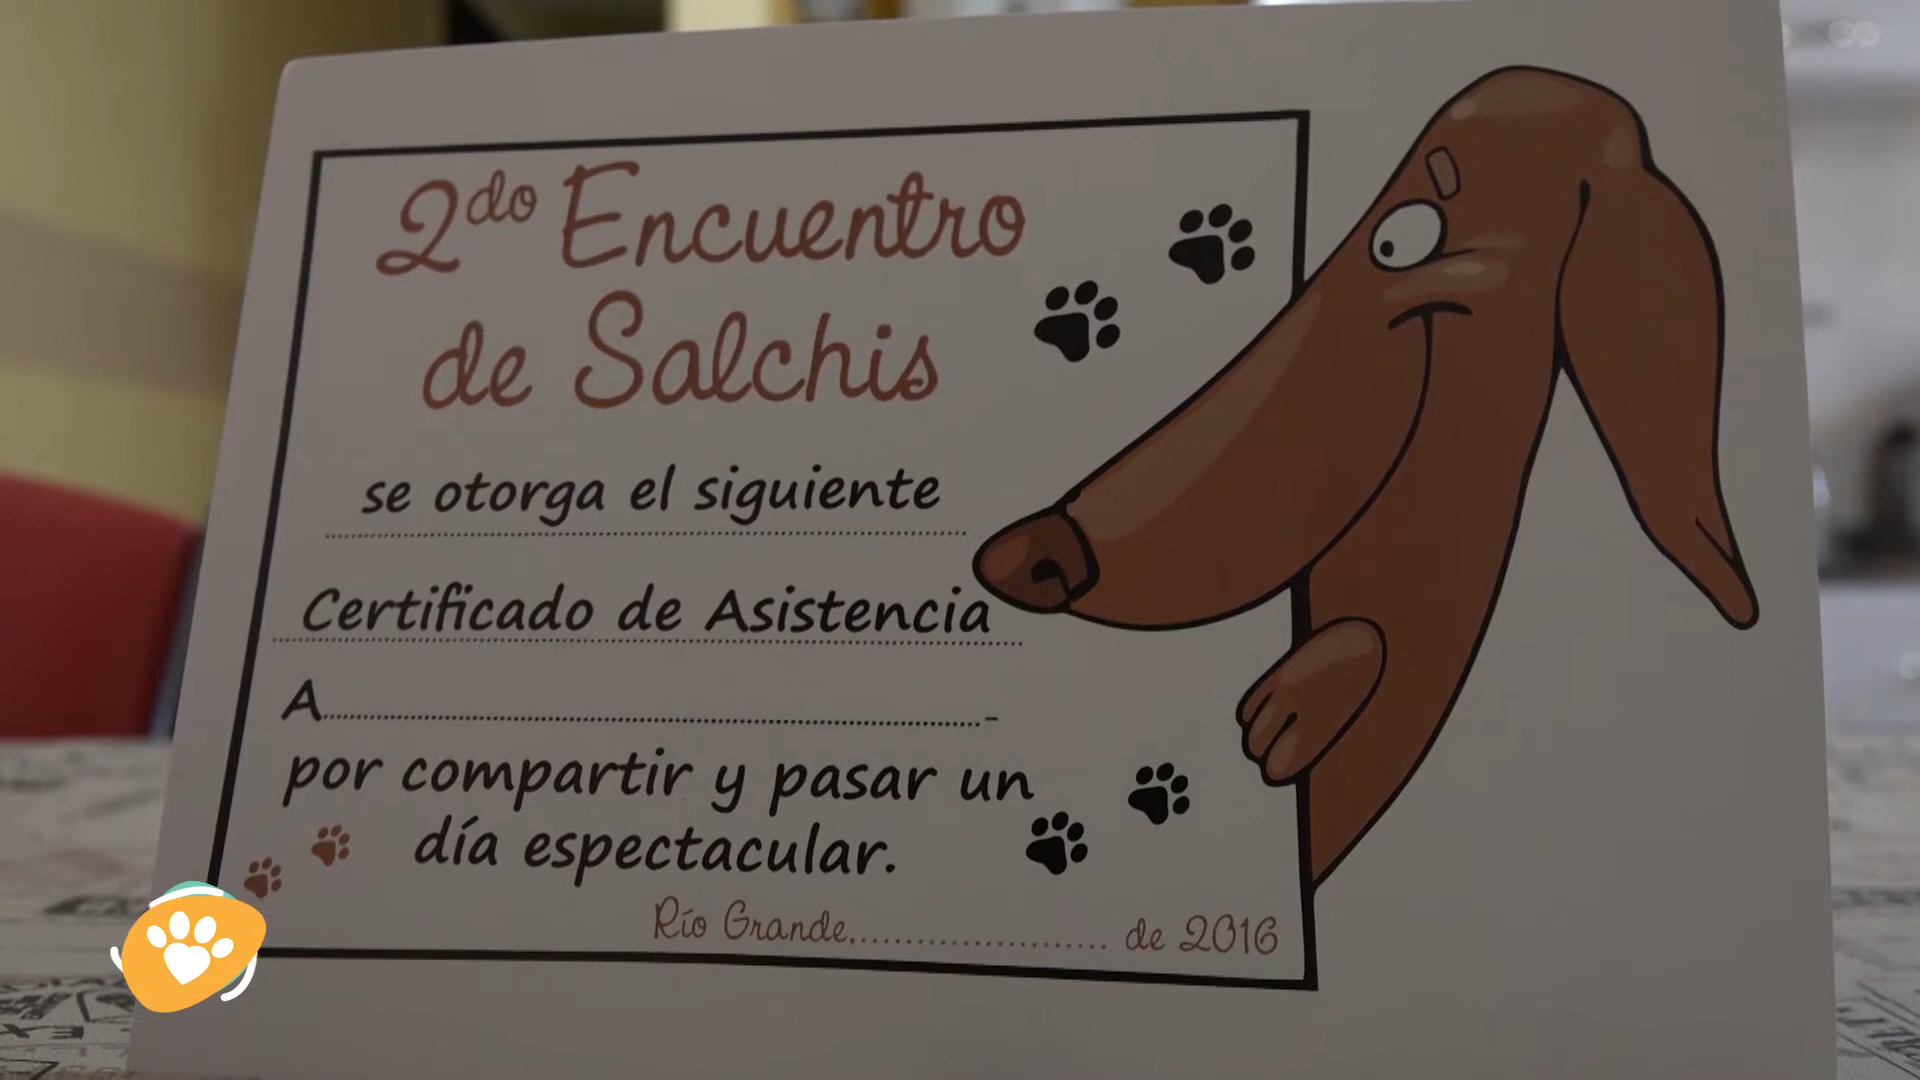 2do Encuentro
de Salchis
se otorga el siguiente
Certificado de Asistencia
A........................-
por compartir y pasar un
día espectacular.
Río Grande........................ de 2016